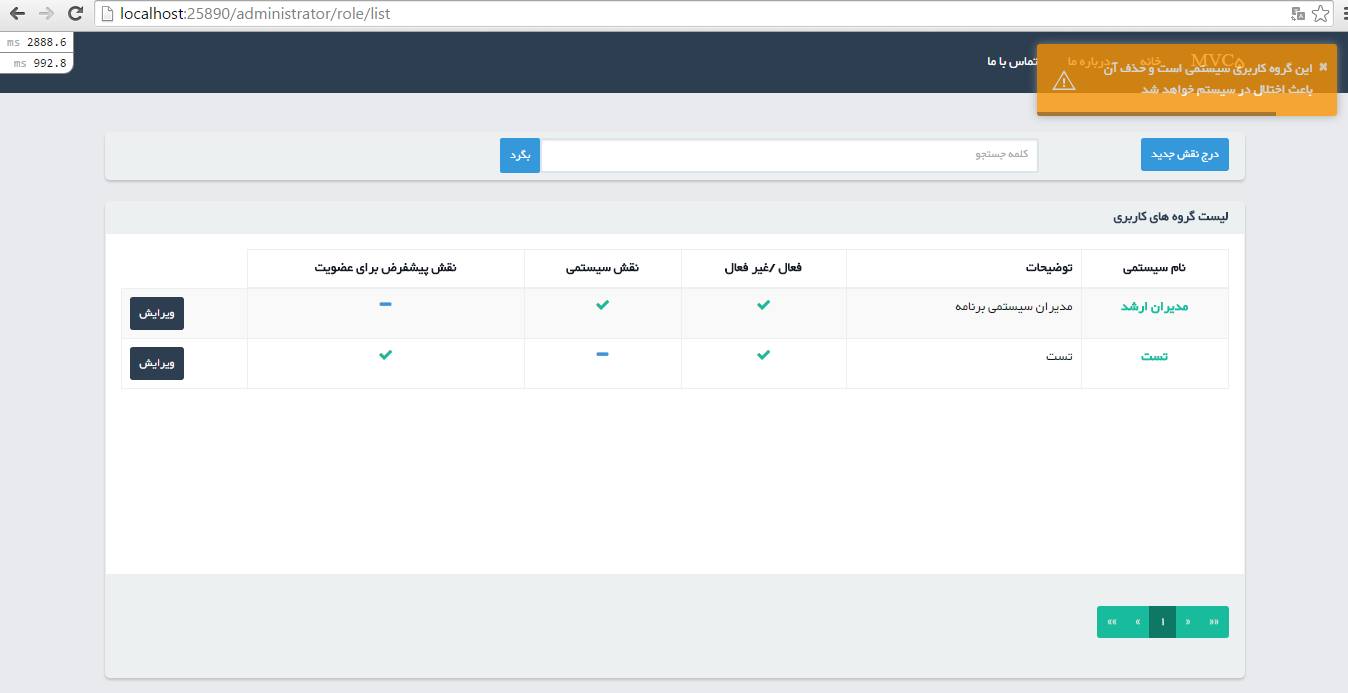 localhost:25890/administrator/role/list
ms 2888.6
ms 992.8
MVC۵ خانه درباره ما تماس با ما
✖ این گروه کاربری سیستمی است و حذف آن
باعث اختلال در سیستم خواهد شد
درج نقش جدید کلمه جستجو بگرد
لیست گروه های کاربری
نام سیستمی توضیحات فعال /غیر فعال نقش سیستمی نقش پیشفرض برای عضویت
مدیران ارشد مدیران سیستمی برنامه ویرایش
تست تست ویرایش
«« « ۱ » »»